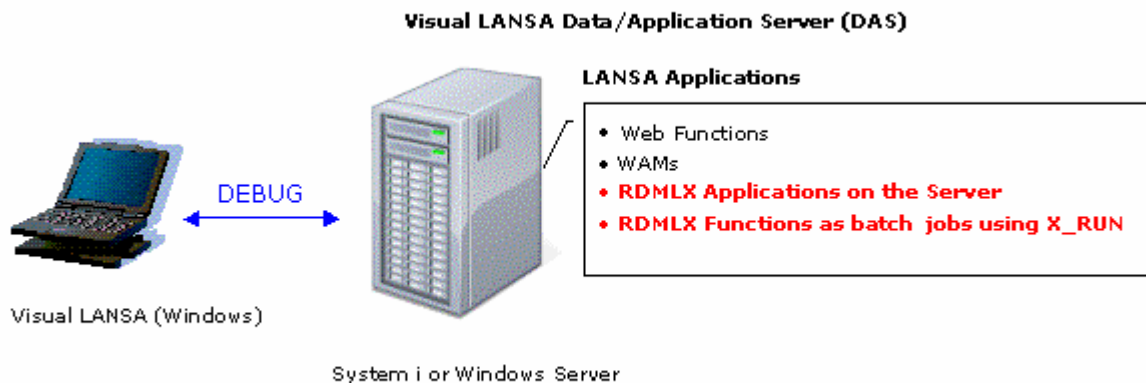 Visual LANSA Data/Application Server (DAS)
LANSA Applications
• Web Functions
• WAMs
• RDMLX Applications on the Server
• RDMLX Functions as batch jobs using X_RUN
DEBUG
Visual LANSA (Windows)
System i or Windows Server